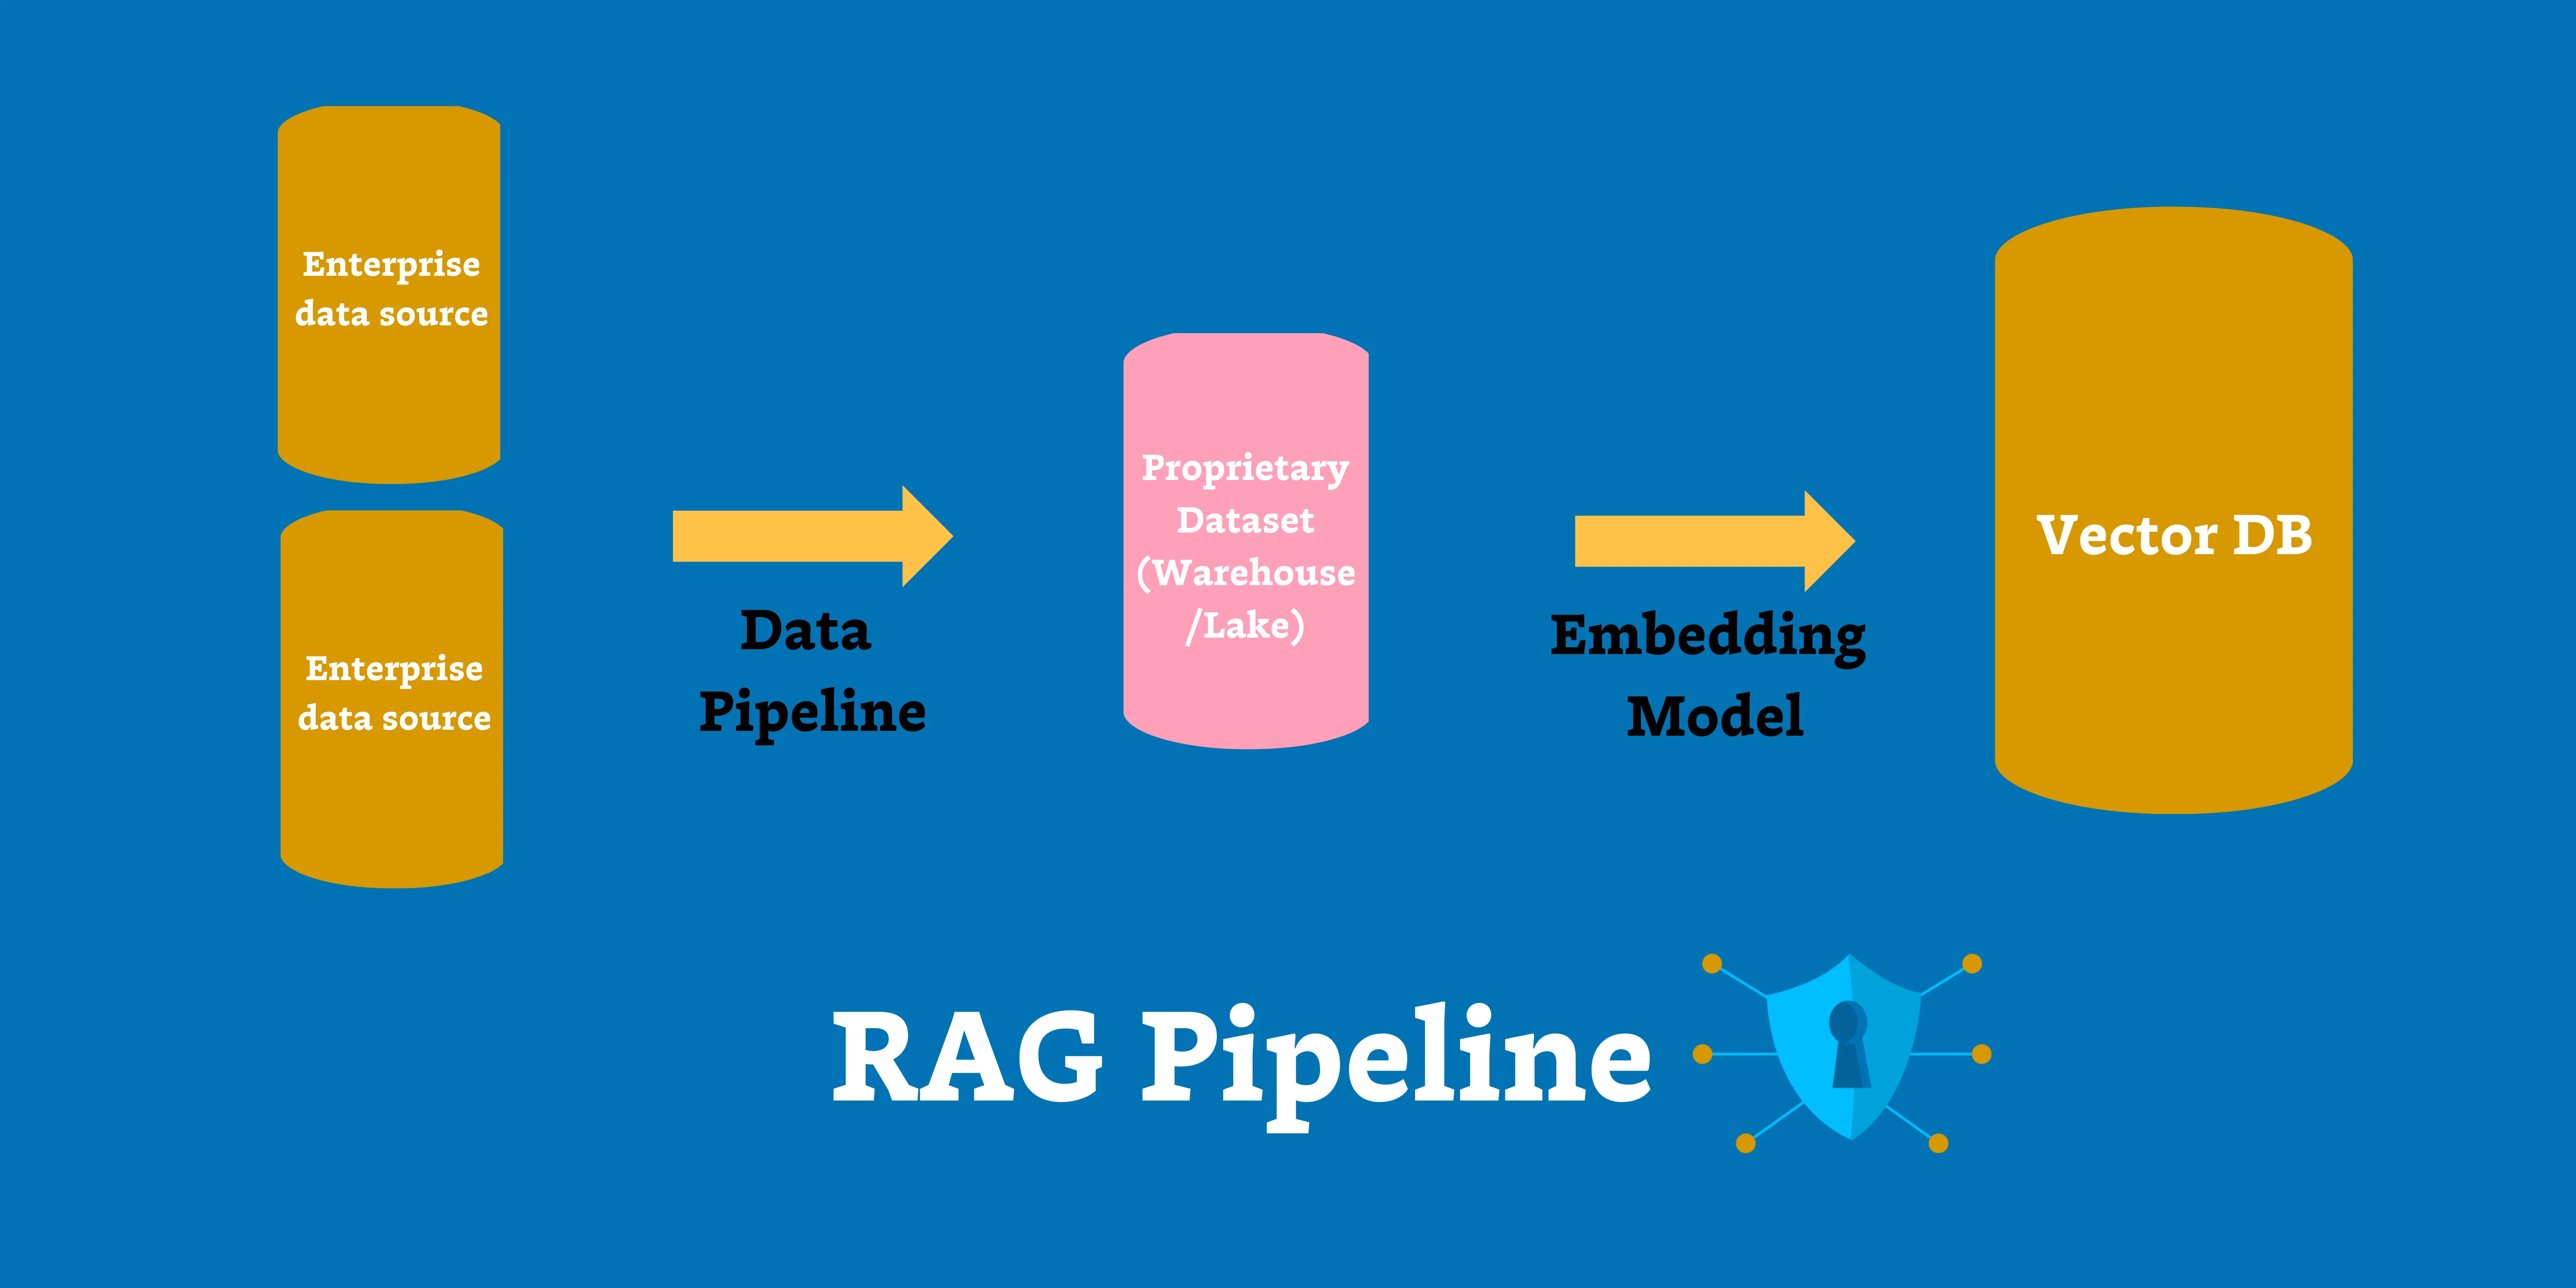 Enterprise
data source
Enterprise
data source
Data
Pipeline
Proprietary
Dataset
(Warehouse
/Lake)
Embedding
Model
Vector DB
RAG Pipeline